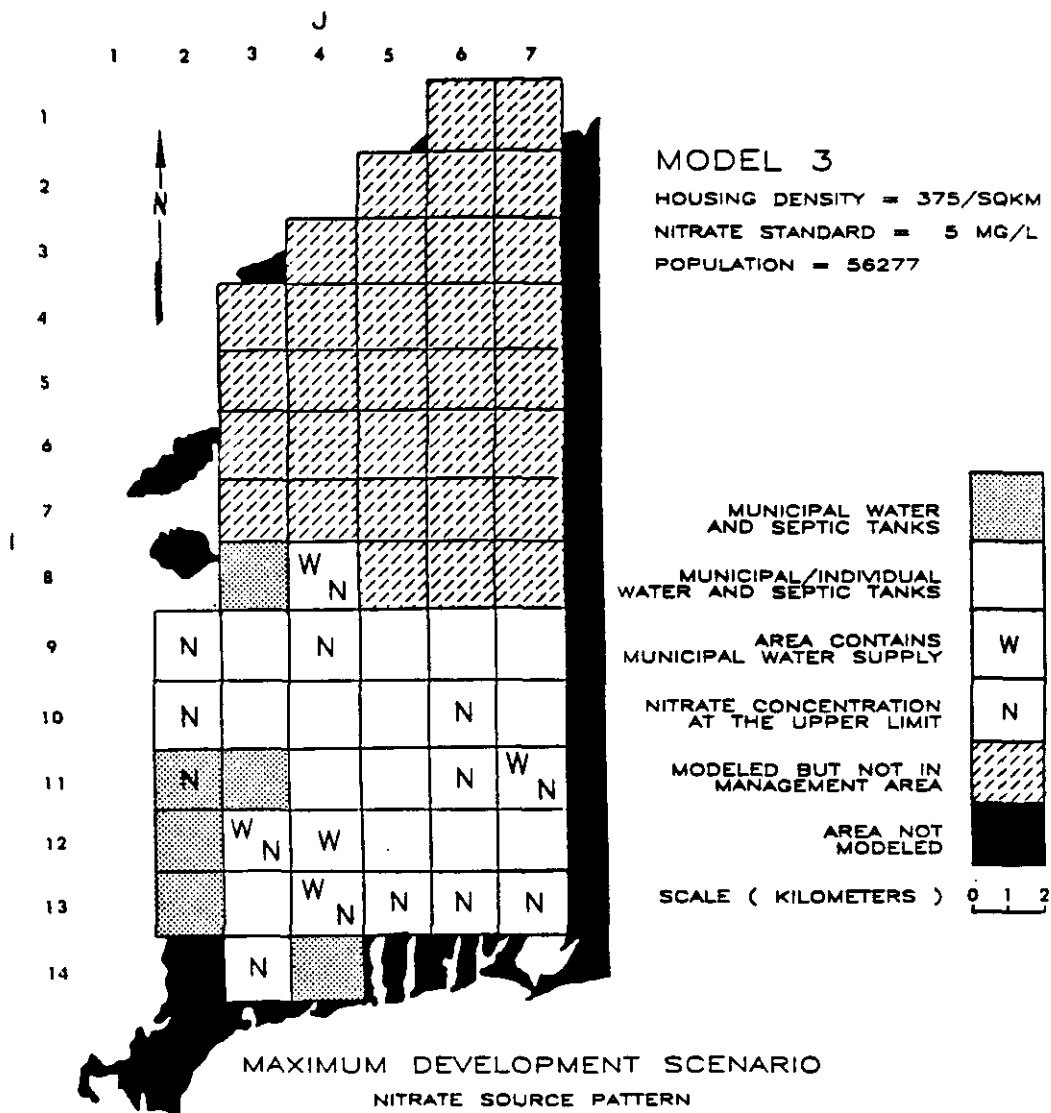 J
1 2 3 4 5 6 7
1
2
3
4
5
6
7
8
9
10
11
12
13
14
I
N
MODEL 3
HOUSING DENSITY = 375/SQKM
NITRATE STANDARD = 5 MG/L
POPULATION = 56277
W N
N N
N N
N N W N
W N W
W N N N N
N
MUNICIPAL WATER
AND SEPTIC TANKS
MUNICIPAL/INDIVIDUAL
WATER AND SEPTIC TANKS
AREA CONTAINS
MUNICIPAL WATER SUPPLY
W
NITRATE CONCENTRATION
AT THE UPPER LIMIT
N
MODELED BUT NOT IN
MANAGEMENT AREA
AREA NOT
MODELED
SCALE ( KILOMETERS )
0 1 2
MAXIMUM DEVELOPMENT SCENARIO
NITRATE SOURCE PATTERN